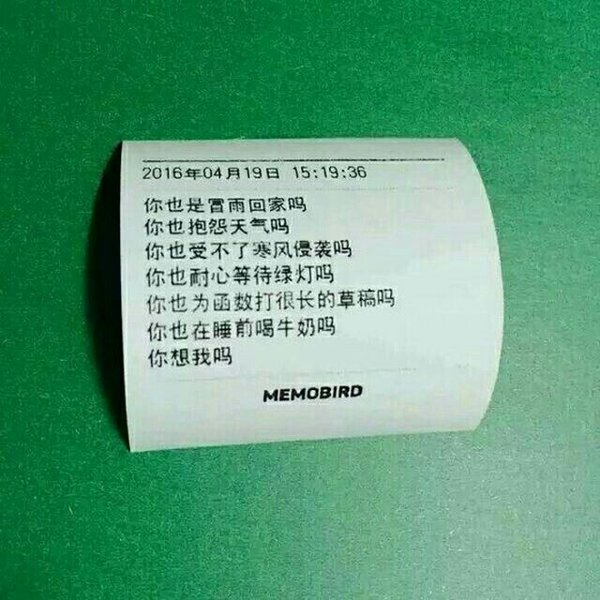 2016年04月19日 15:19:36
你也是冒雨回家吗
你也抱怨天气吗
你也受不了寒风侵袭吗
你也耐心等待绿灯吗
你也为函数打很长的草稿吗
你也在睡前喝牛奶吗
你想我吗
MEMOBIRD